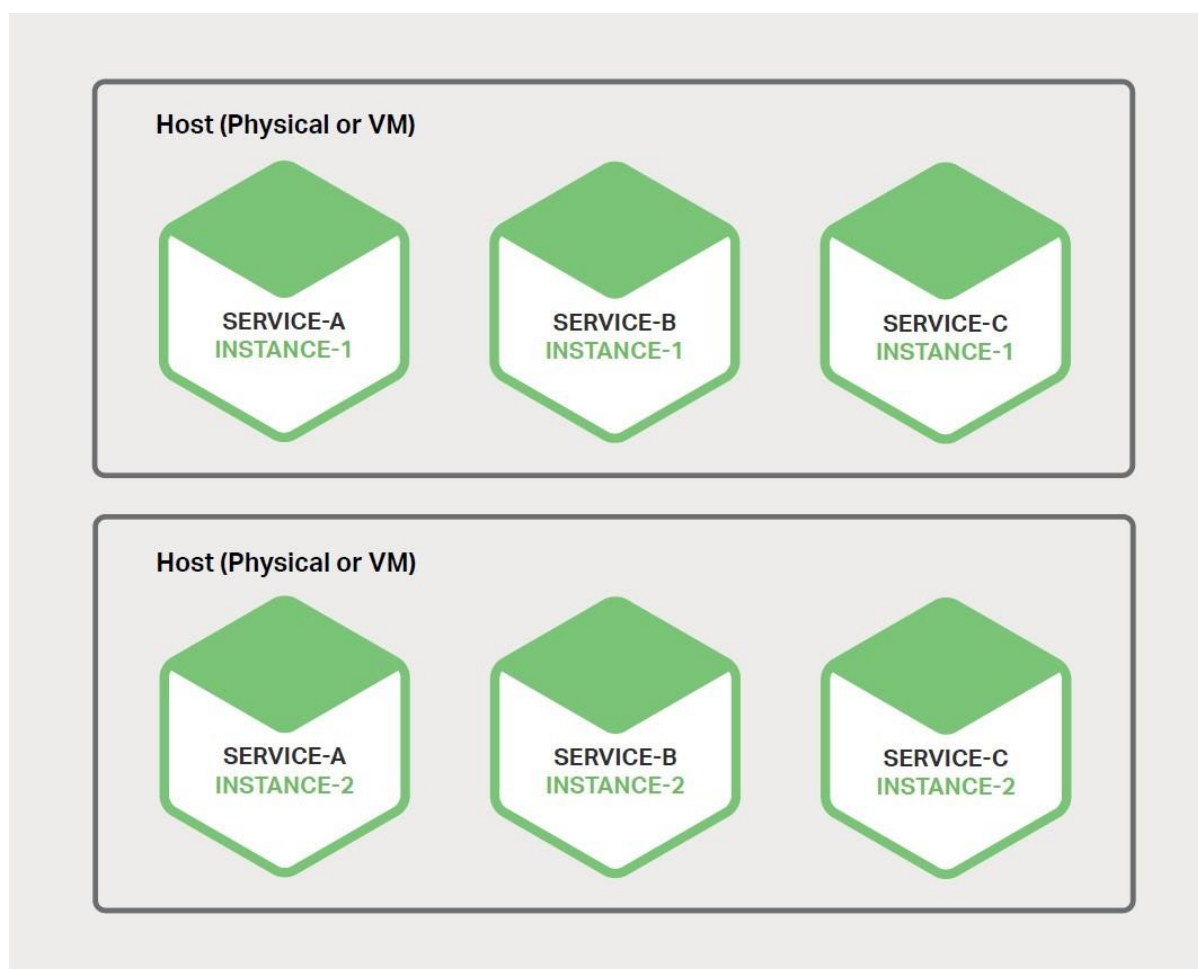 Host (Physical or VM)
SERVICE-A
INSTANCE-1
SERVICE-B
INSTANCE-1
SERVICE-C
INSTANCE-1
Host (Physical or VM)
SERVICE-A
INSTANCE-2
SERVICE-B
INSTANCE-2
SERVICE-C
INSTANCE-2